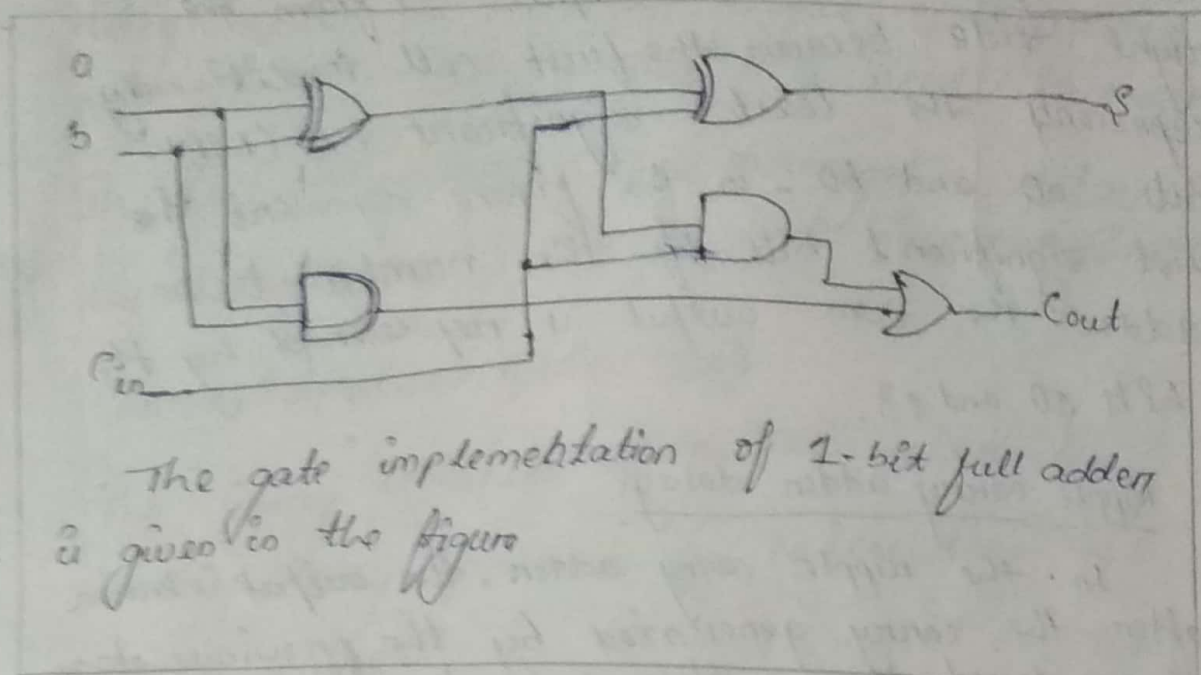 a
S
b
Cout
Cin
The gate implementation of 1-bit full adder
is given in the figure